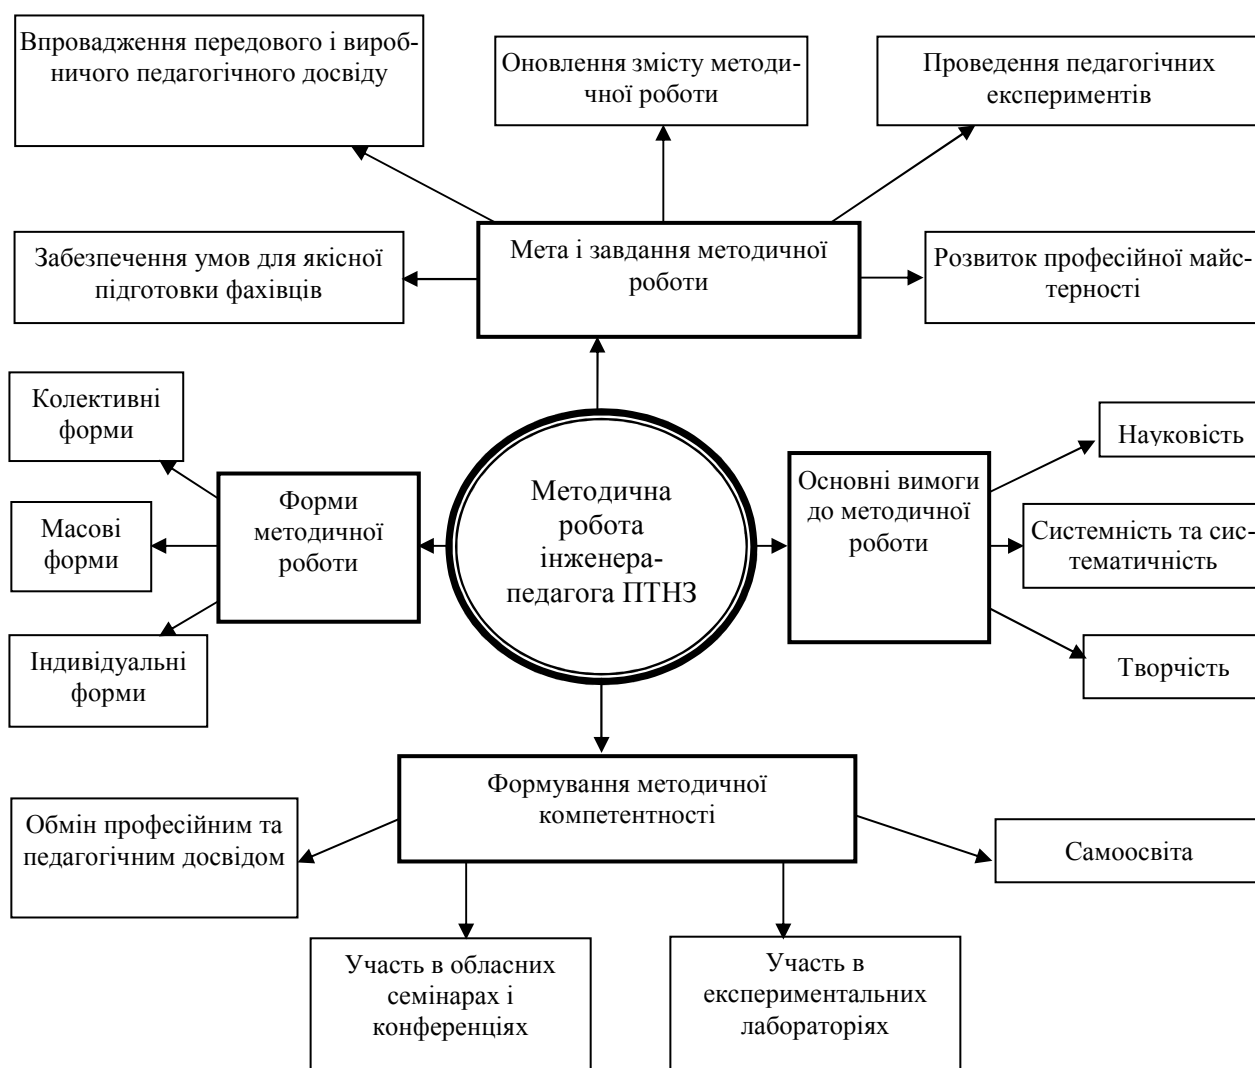 Впровадження передового і вироб-
ничого педагогічного досвіду
Оновлення змісту методи-
чної роботи
Проведення педагогічних
експериментів
Мета і завдання методичної
роботи
Забезпечення умов для якісної
підготовки фахівців
Розвиток професійної майс-
терності
Колективні
форми
Масові
форми
Індивідуальні
форми
Форми
методичної
роботи
Методична
робота
інженера-
педагога ПТНЗ
Основні вимоги
до методичної
роботи
Науковість
Системність та сис-
тематичність
Творчість
Формування методичної
компетентності
Обмін професійним та
педагогічним досвідом
Самоосвіта
Участь в обласних
семінарах і
конференціях
Участь в
експериментальних
лабораторіях